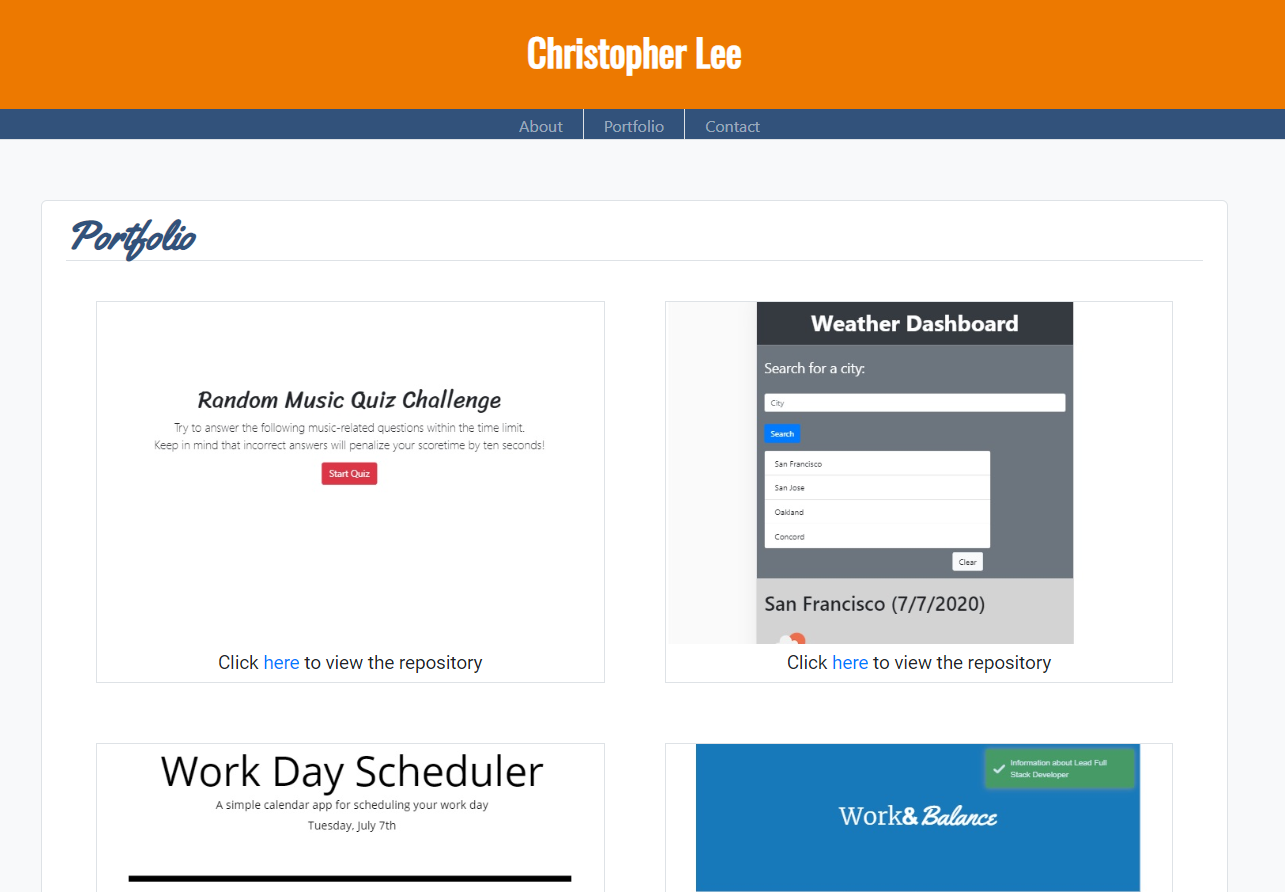 Christopher Lee
About Portfolio Contact
Portfolio
Random Music Quiz Challenge
Try to answer the following music-related questions within the time limit.
Keep in mind that incorrect answers will penalize your scoretime by ten seconds!
Start Quiz
Click here to view the repository
Weather Dashboard
Search for a city:
City
Search
San Francisco
San Jose
Oakland
Concord
Clear
San Francisco (7/7/2020)
Click here to view the repository
Work Day Scheduler
A simple calendar app for scheduling your work day
Tuesday, July 7th
Information about Lead Full
Stack Developer
Work& Balance